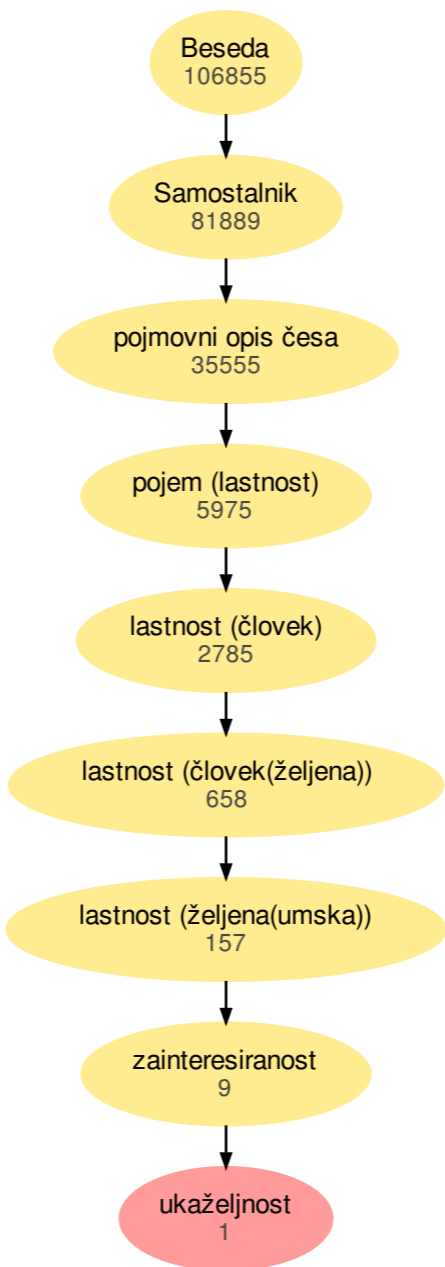 Beseda
106855
Samostalnik
81889
pojmovni opis česa
35555
pojem (lastnost)
5975
lastnost (človek)
2785
lastnost (človek(željena))
658
lastnost (željena(umska))
157
zainteresiranost
9
ukaželjnost
1